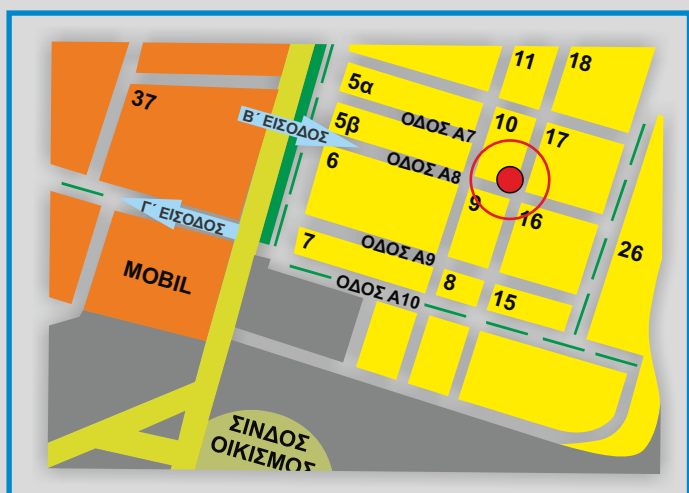 11
18
5α
37
10
Β΄ ΕΙΣΟΔΟΣ
5β
ΟΔΟΣ Α7
17
6
ΟΔΟΣ Α8
9
Γ΄ ΕΙΣΟΔΟΣ
16
7
ΟΔΟΣ Α9
26
MOBIL
ΟΔΟΣ Α10
8
15
ΣΙΝΔΟΣ
ΟΙΚΙΣΜΟΣ